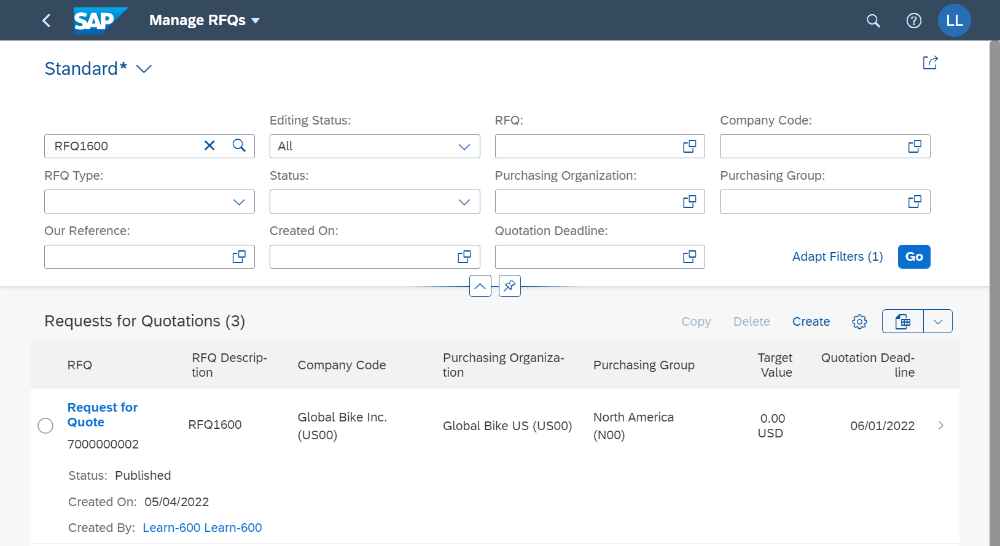 SAP
Manage RFQs
LL
Standard*
Editing Status:
RFQ:
Company Code:
RFQ1600
All
RFQ Type:
Status:
Purchasing Organization:
Purchasing Group:
Our Reference:
Created On:
Quotation Deadline:
Adapt Filters (1)
Go
Requests for Quotations (3)
Copy
Delete
Create
RFQ
RFQ Descrip-
tion
Company Code
Purchasing Organiza-
tion
Purchasing Group
Target
Value
Quotation Dead-
line
Request for
Quote
7000000002
RFQ1600
Global Bike Inc.
(US00)
Global Bike US (US00)
North America
(N00)
0.00
USD
06/01/2022
Status: Published
Created On: 05/04/2022
Created By: Learn-600 Learn-600